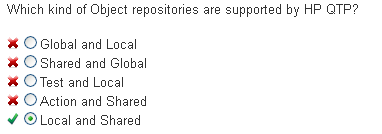 Which kind of Object repositories are supported by HP QTP?
Global and Local
Shared and Global
Test and Local
Action and Shared
Local and Shared